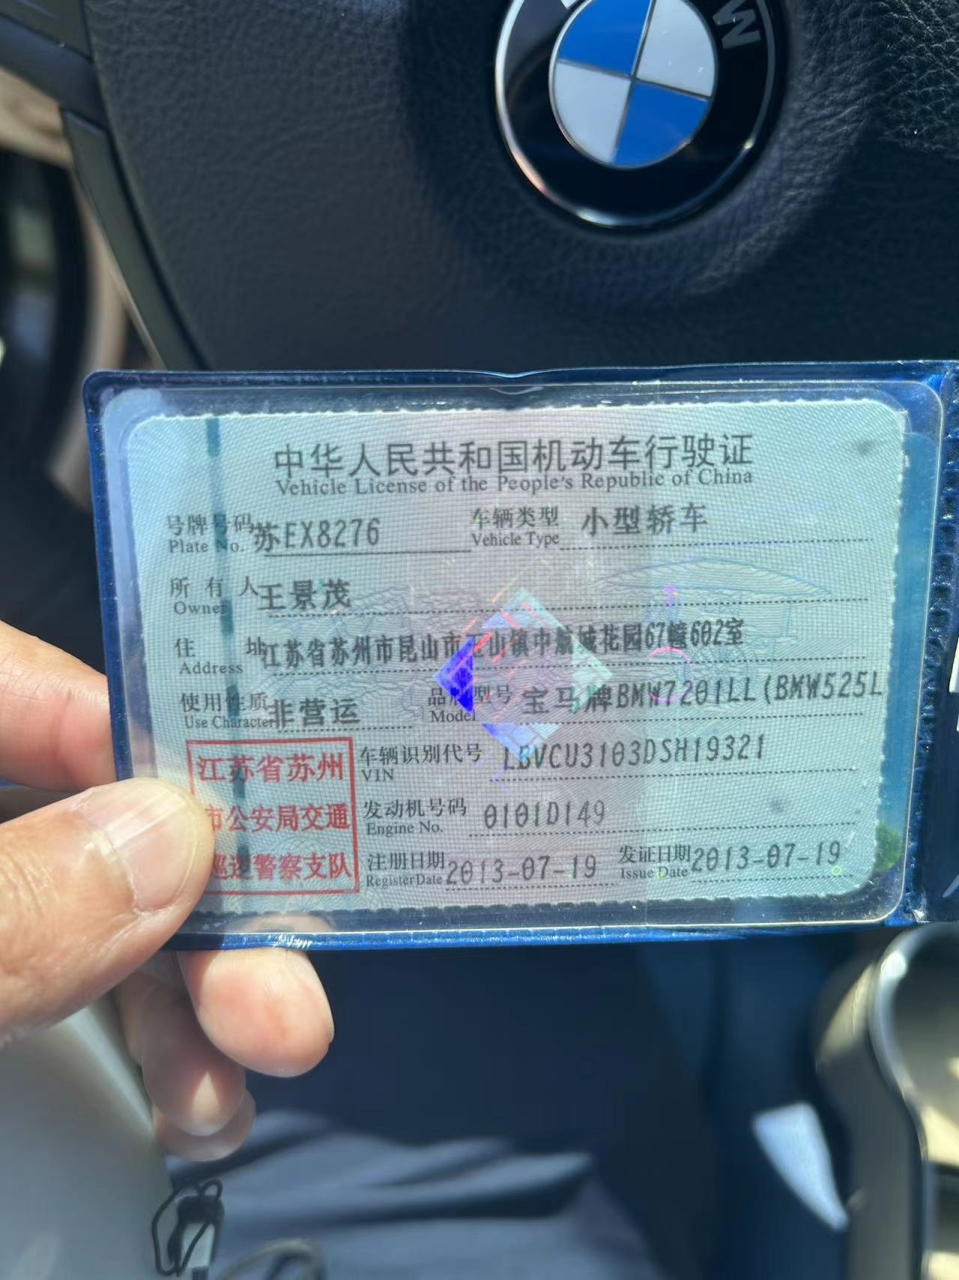 W
中华人民共和国机动车行驶证
Vehicle License of the People's Republic of China
号牌号码 苏EX8276 车辆类型 小型轿车
Plate No. Vehicle Type
所有人 王景茂
Owner
住址 江苏省苏州市昆山市玉山镇中航城花园67幢602室
Address
使用性质 非营运 品牌型号 宝马牌BMW7201LL(BMW525L
Use Character Model
江苏省苏州
市公安局交通
巡逻警察支队
车辆识别代号 LBVCU3103DSH19321
VIN
发动机号码 0101D149
Engine No.
注册日期 2013-07-19 发证日期 2013-07-19
Register Date Issue Date